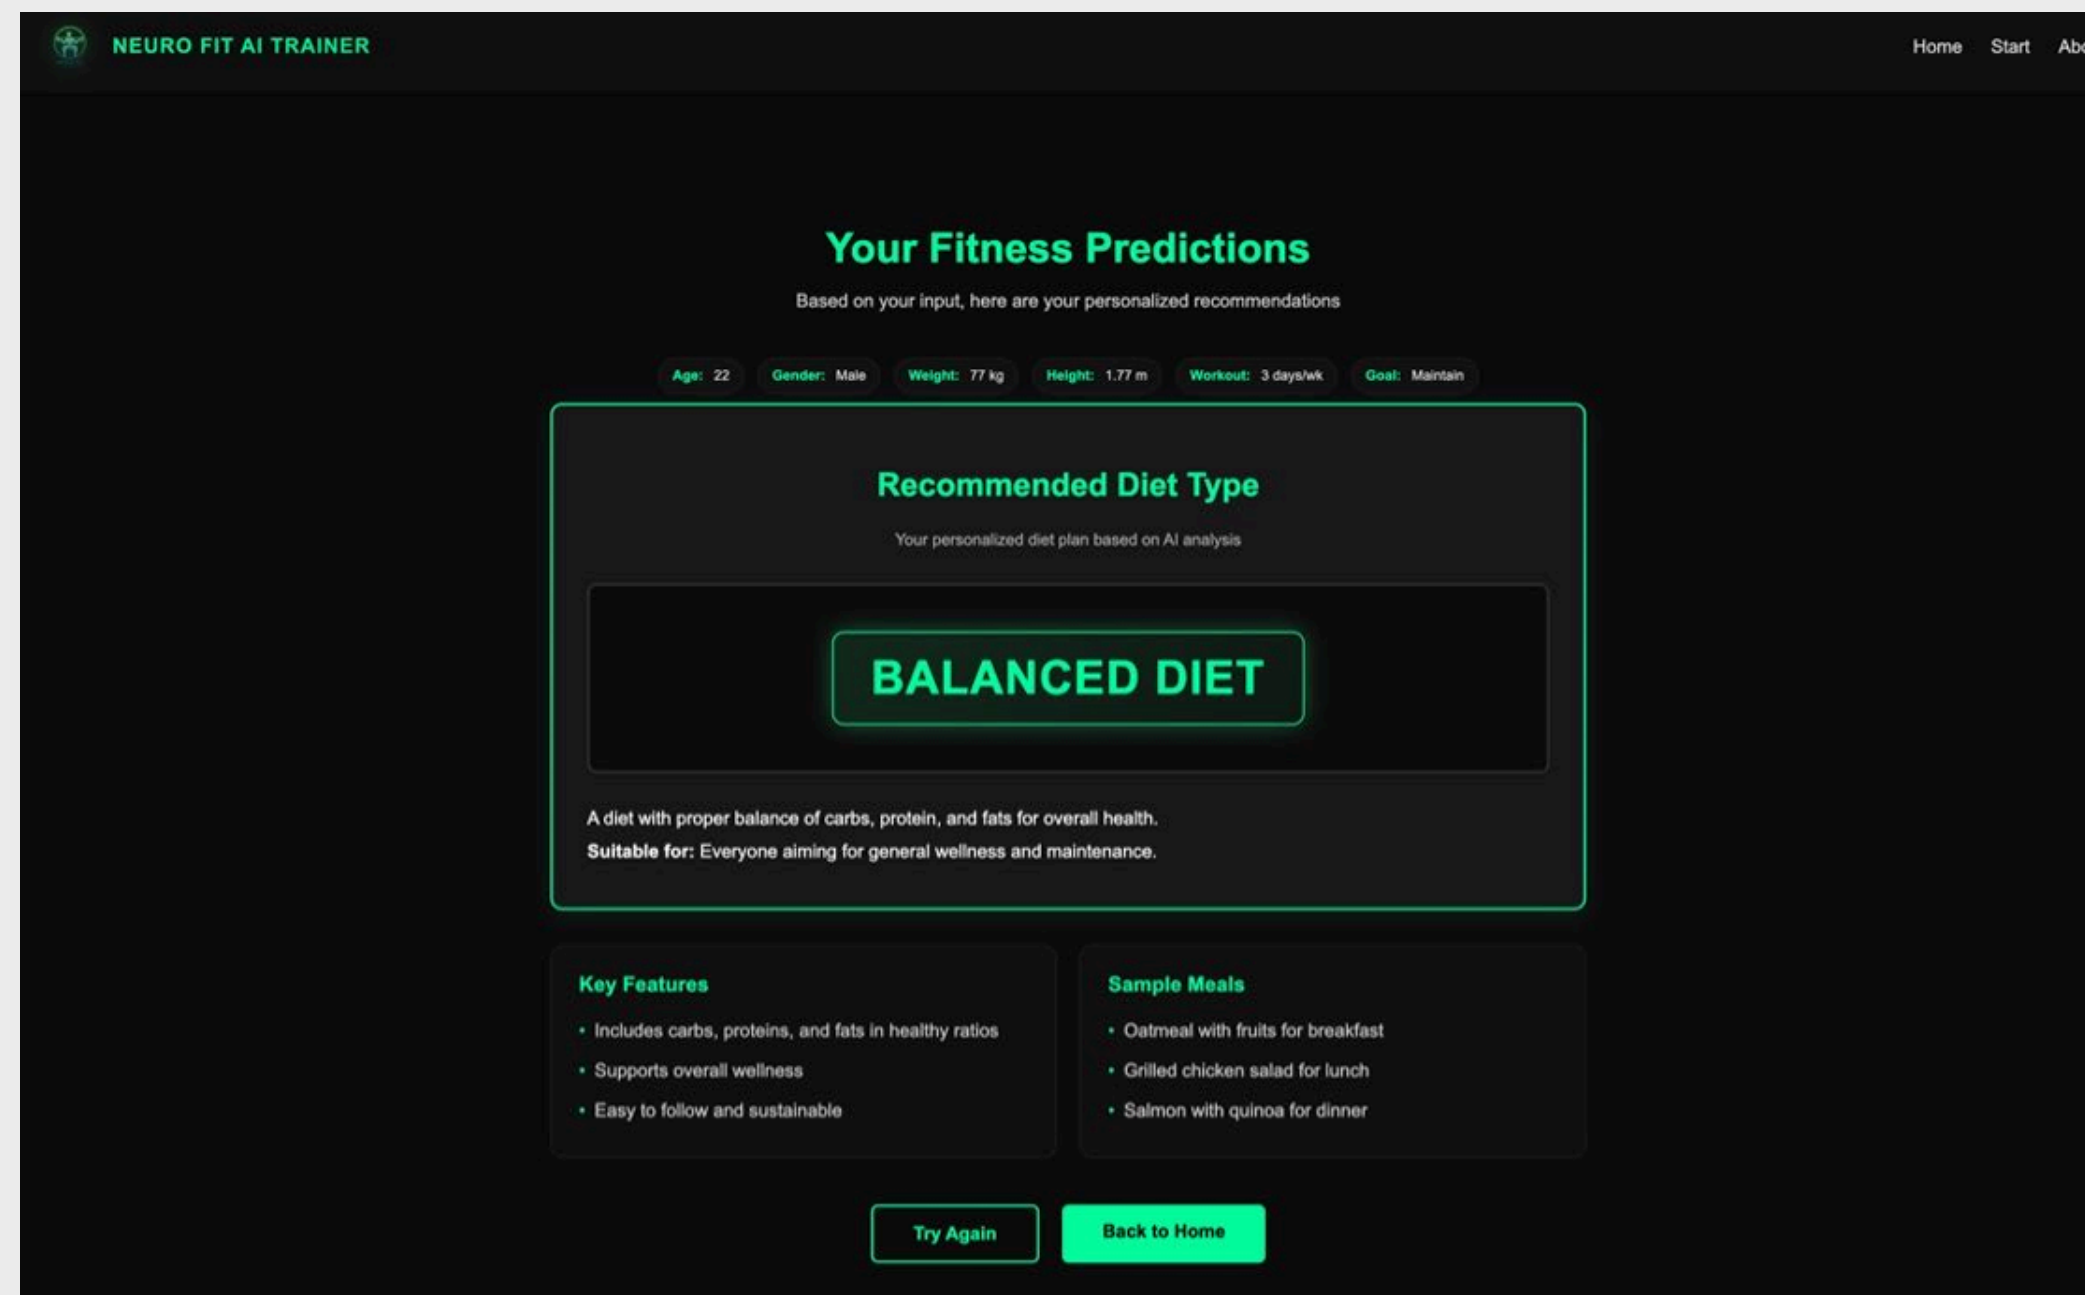 NEURO FIT AI TRAINER
Home Start Abo
Your Fitness Predictions
Based on your input, here are your personalized recommendations
Age: 22 Gender: Male Weight: 77 kg Height: 1.77 m Workout: 3 days/wk Goal: Maintain
Recommended Diet Type
Your personalized diet plan based on AI analysis
BALANCED DIET
A diet with proper balance of carbs, protein, and fats for overall health.
Suitable for: Everyone aiming for general wellness and maintenance.
Key Features
• Includes carbs, proteins, and fats in healthy ratios
• Supports overall wellness
• Easy to follow and sustainable
Sample Meals
• Oatmeal with fruits for breakfast
• Grilled chicken salad for lunch
• Salmon with quinoa for dinner
Try Again
Back to Home